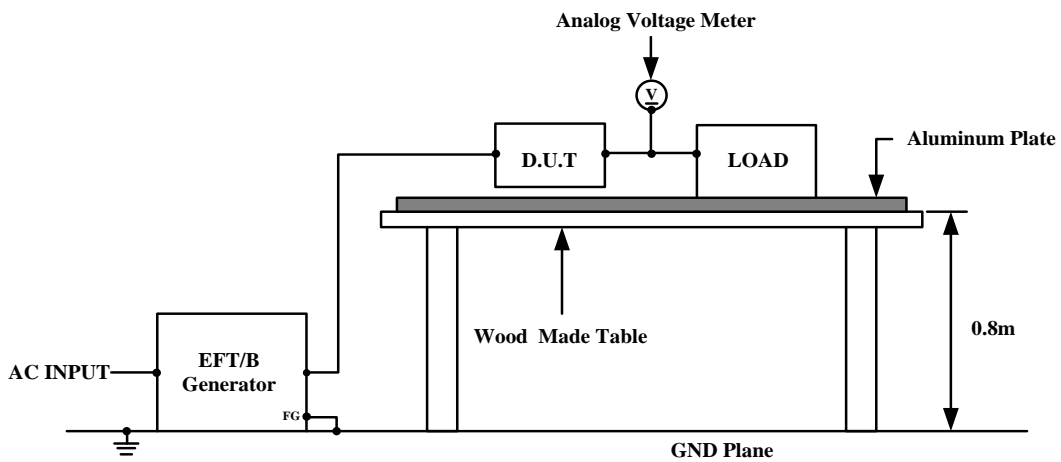 Analog Voltage Meter
V
D.U.T
LOAD
Aluminum Plate
Wood Made Table
0.8m
AC INPUT
EFT/B
Generator
FG
GND Plane